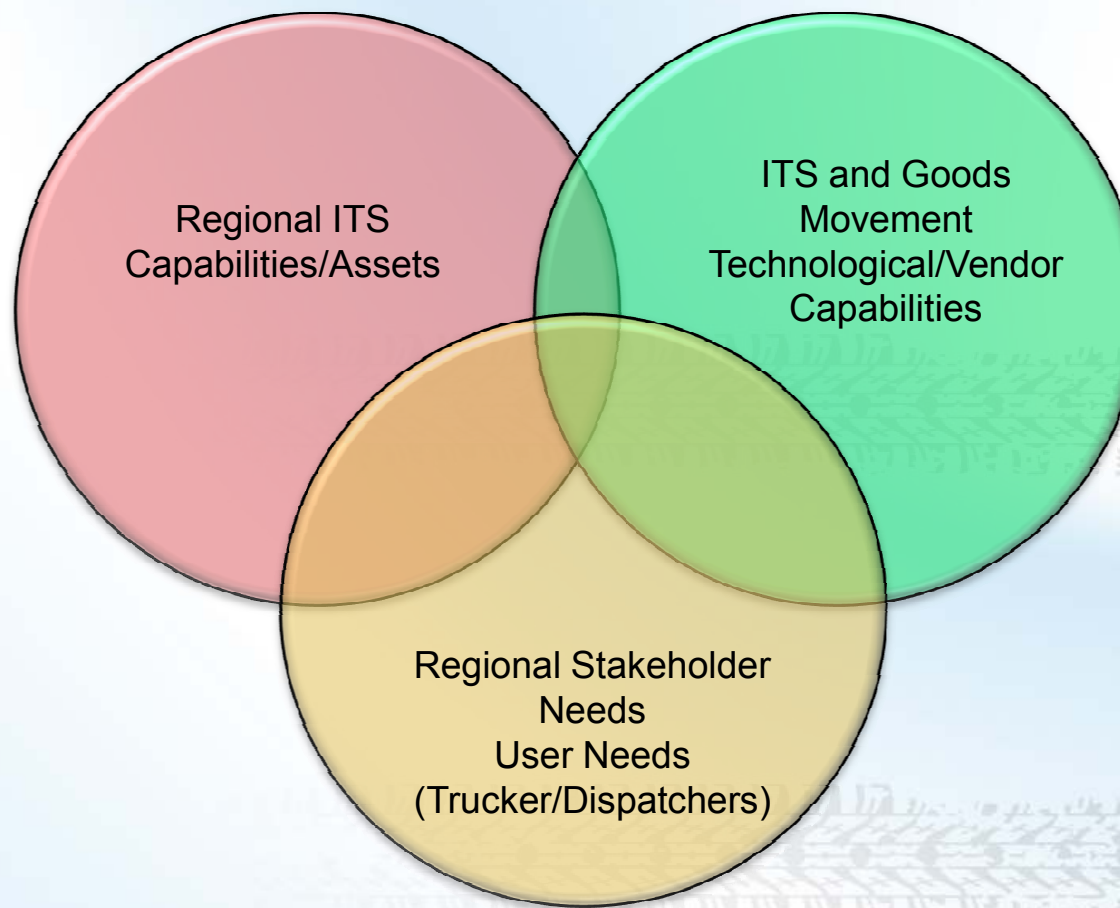 Regional ITS
Capabilities/Assets
ITS and Goods
Movement
Technological/Vendor
Capabilities
Regional Stakeholder
Needs
User Needs
(Trucker/Dispatchers)